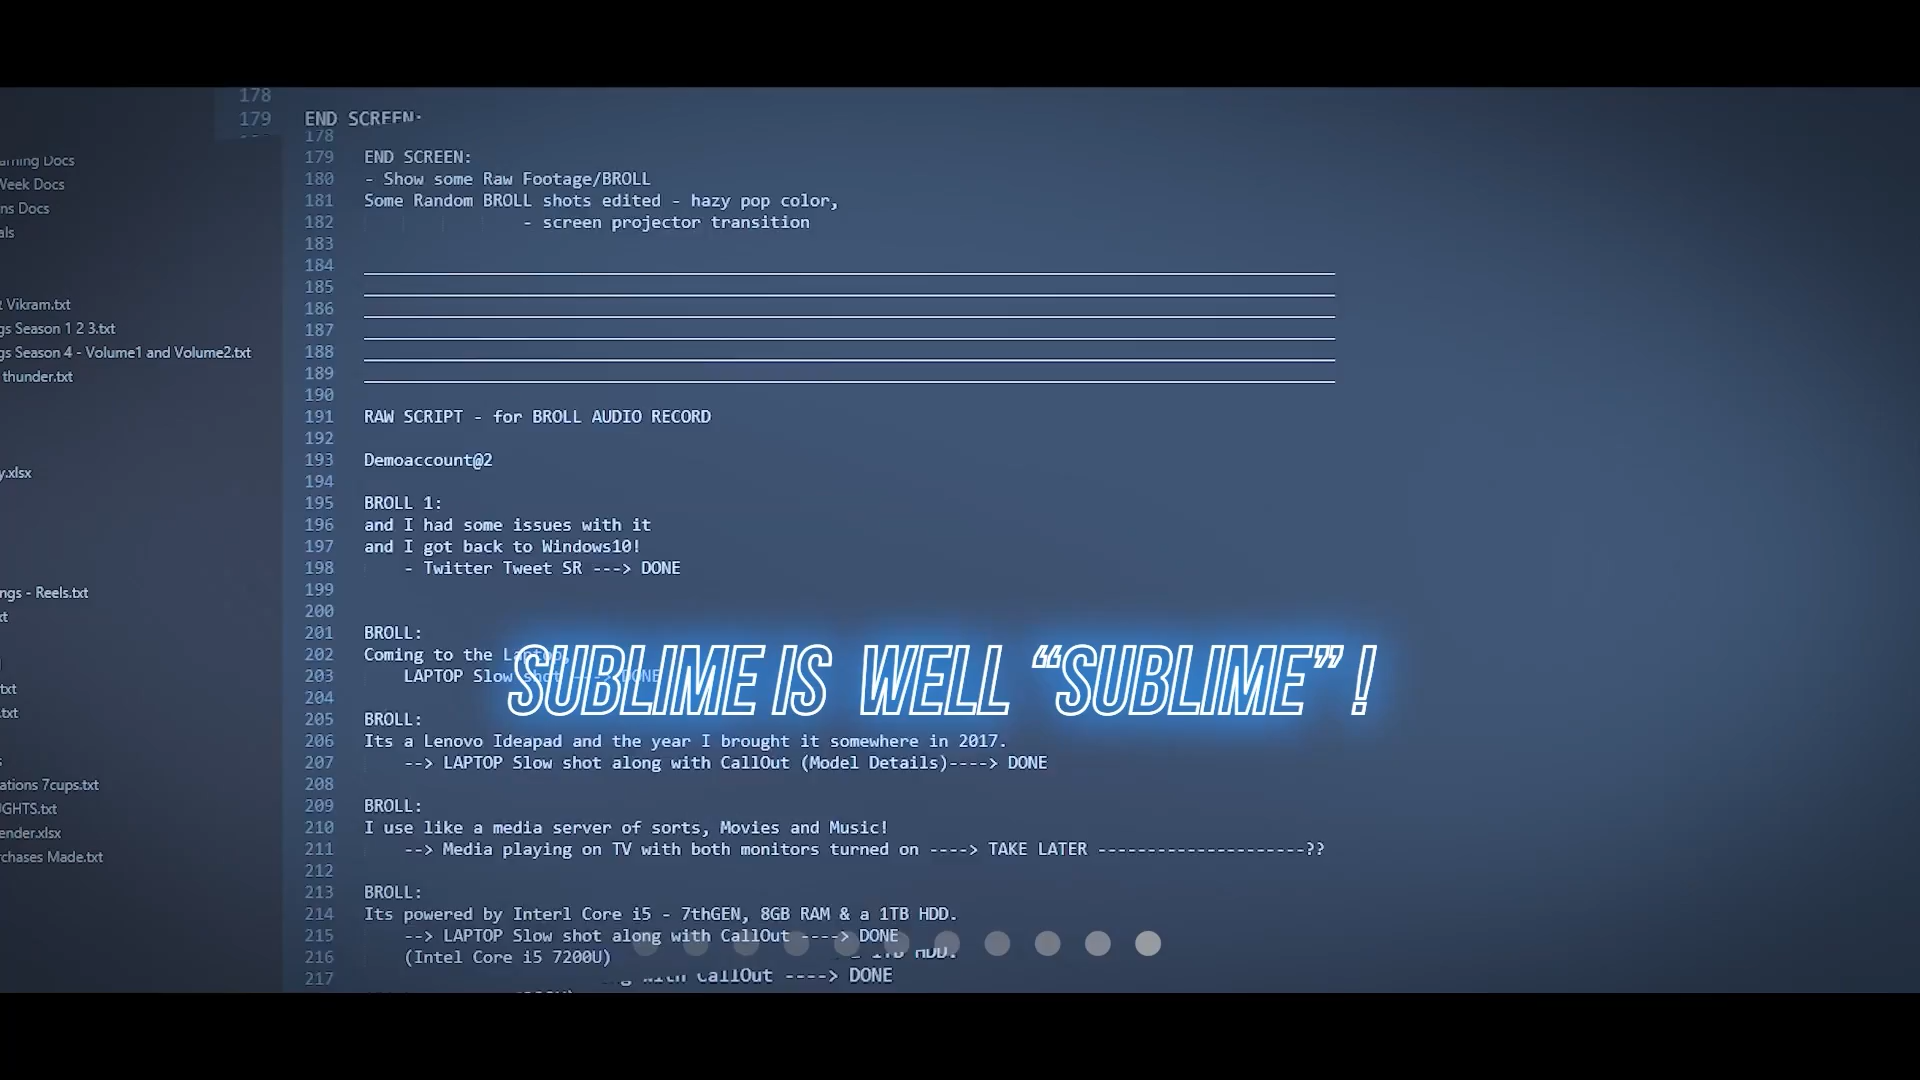 178
179 END SCREEN:
178
179 END SCREEN:
180 - Show some Raw Footage/BROLL
181 Some Random BROLL shots edited - hazy pop color,
182 - screen projector transition
183
184
185
186
187
188
189
190
191 RAW SCRIPT - for BROLL AUDIO RECORD
192
193 Demoaccount@2
194
195 BROLL 1:
196 and I had some issues with it
197 and I got back to Windows10!
198 - Twitter Tweet SR ---> DONE
199
200
201 BROLL:
202 Coming to the Laptop,
203 LAPTOP Slow shot ---> DONE
204
205 BROLL:
206 Its a Lenovo Ideapad and the year I brought it somewhere in 2017.
207 --> LAPTOP Slow shot along with CallOut (Model Details)----> DONE
208
209 BROLL:
210 I use like a media server of sorts, Movies and Music!
211 --> Media playing on TV with both monitors turned on ----> TAKE LATER ---------------------??
212
213 BROLL:
214 Its powered by Interl Core i5 - 7thGEN, 8GB RAM & a 1TB HDD.
215 --> LAPTOP Slow shot along with CallOut ----> DONE
216 (Intel Core i5 7200U)
217
a 1TB HDD.
g with CallOut ----> DONE
arning Docs
Week Docs
ns Docs
als
Vikram.txt
gs Season 1 2 3.txt
gs Season 4 - Volume1 and Volume2.txt
thunder.txt
y.xlsx
ngs - Reels.txt
xt
txt
.txt
ations 7cups.txt
UGHTS.txt
ender.xlsx
rchases Made.txt
SUBLIME IS WELL “SUBLIME” !